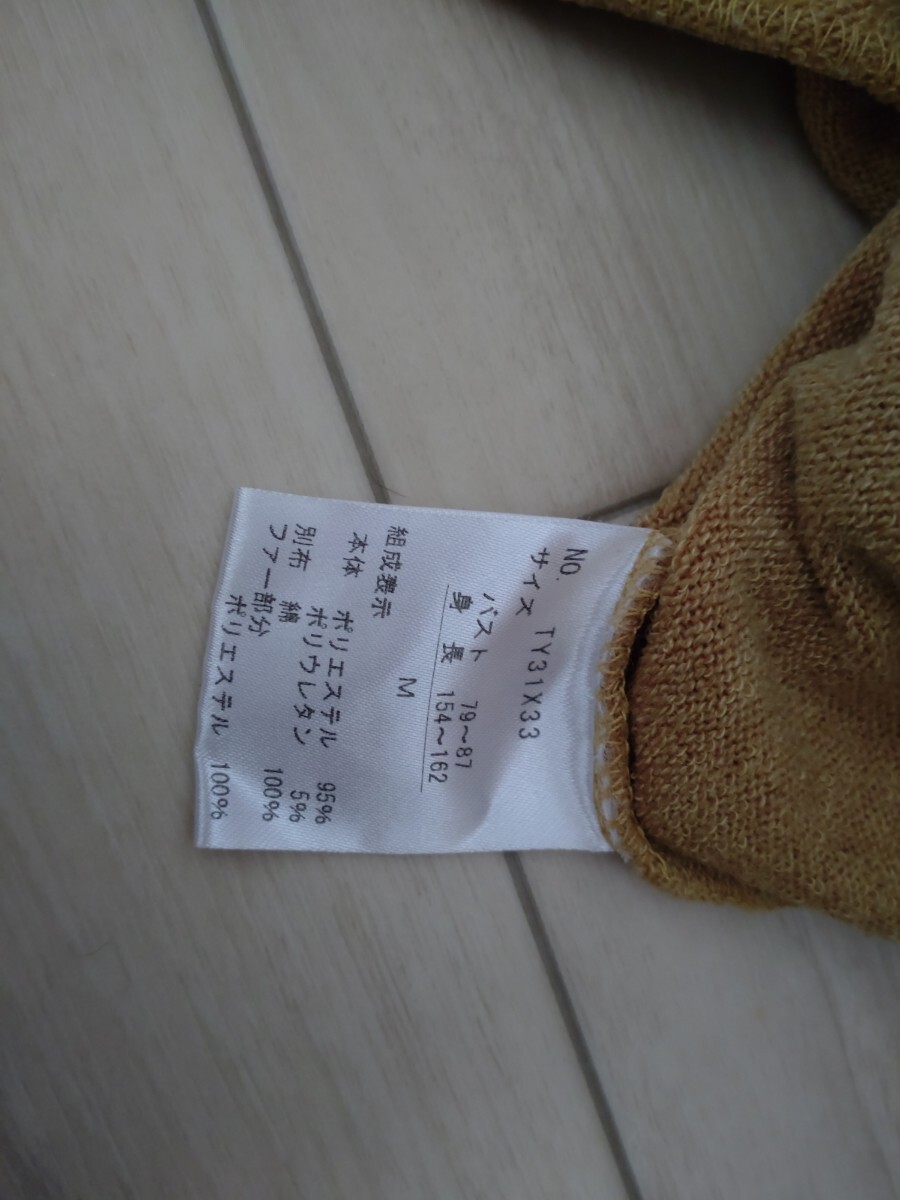 NO. TY31X33
サイズ
バスト 79～87
身長 154～162
M
組成表示
本体 ポリエステル 95%
ポリウレタン 5%
別布 綿 100%
ファー部分
ポリエステル 100%